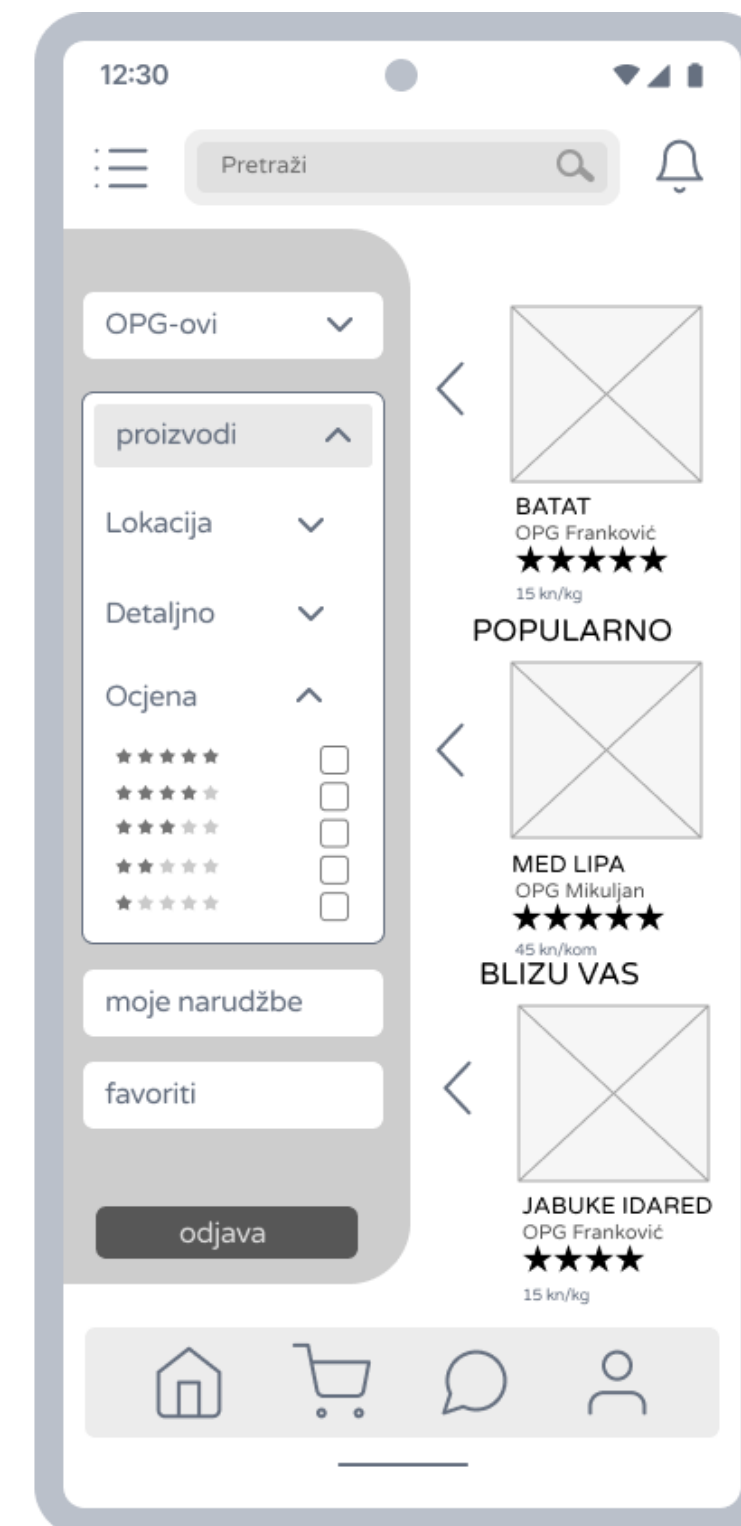 12:30
Pretraži
OPG-ovi
proizvodi
Lokacija
Detaljno
Ocjena
moje narudžbe
favoriti
odjava
BATAT
OPG Franković
15 kn/kg
POPULARNO
MED LIPA
OPG Mikuljan
45 kn/kom
BLIZU VAS
JABUKE IDARED
OPG Franković
15 kn/kg